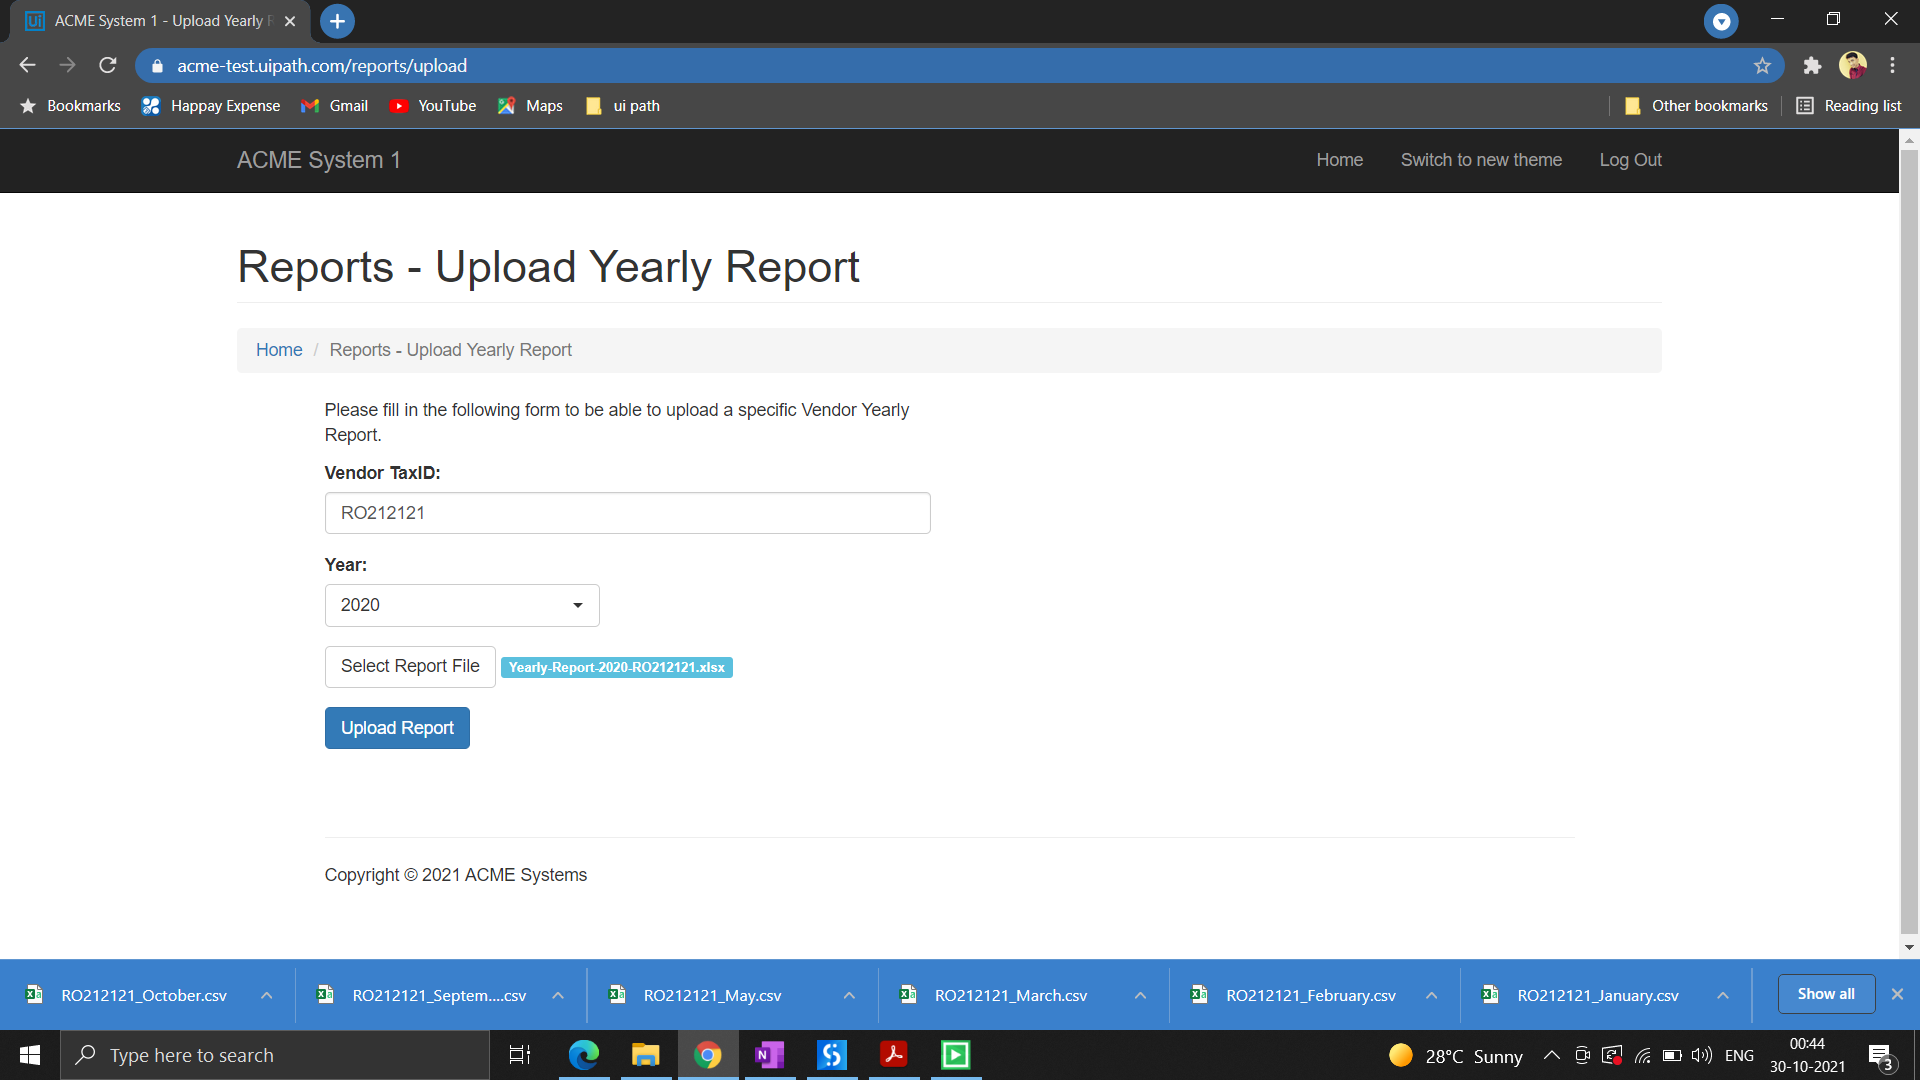 ACME System 1 - Upload Yearly R
acme-test.uipath.com/reports/upload
Bookmarks Happay Expense Gmail YouTube Maps ui path Other bookmarks Reading list
ACME System 1 Home Switch to new theme Log Out
Reports - Upload Yearly Report
Home / Reports - Upload Yearly Report
Please fill in the following form to be able to upload a specific Vendor Yearly
Report.
Vendor TaxID:
RO212121
Year:
2020
Select Report File Yearly-Report-2020-RO212121.xlsx
Upload Report
Copyright © 2021 ACME Systems
RO212121_October.csv RO212121_Septem....csv RO212121_May.csv RO212121_March.csv RO212121_February.csv RO212121_January.csv Show all
Type here to search 28°C Sunny ENG 00:44
30-10-2021 3